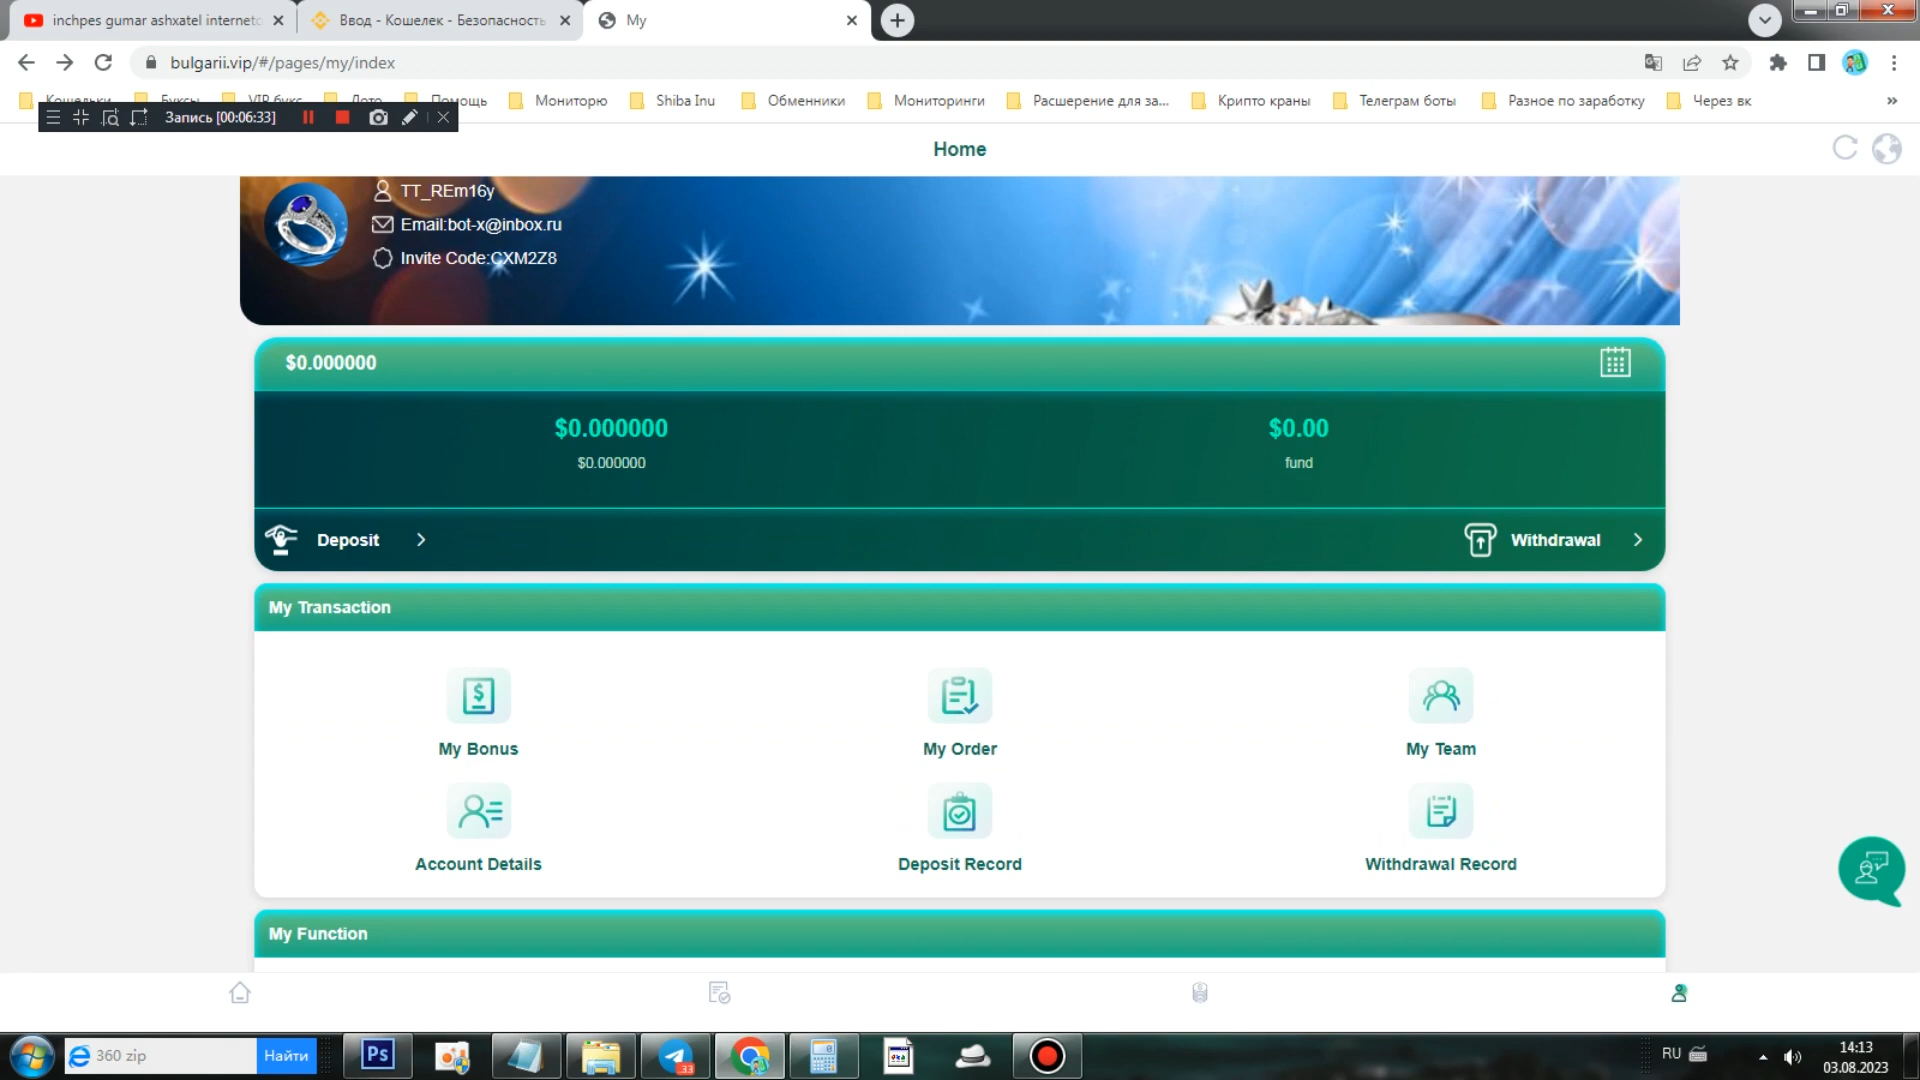 inchpes gumar ashxatel interneto
Ввод - Кошелек - Безопасность
My
bulgarii.vip/#/pages/my/index
Помощь
Мониторю
Shiba Inu
Обменники
Мониторинги
Расшерение для за...
Крипто краны
Телеграм боты
Разное по заработку
Через вк
»
Запись [00:06:33]
Home
TT_REm16y
Email:bot-x@inbox.ru
Invite Code:CXM2Z8
$0.000000
$0.000000
$0.00
$0.000000
fund
Deposit
Withdrawal
My Transaction
My Bonus
My Order
My Team
Account Details
Deposit Record
Withdrawal Record
My Function
360 zip
Найти
Ps
33
RU
14:13
03.08.2023